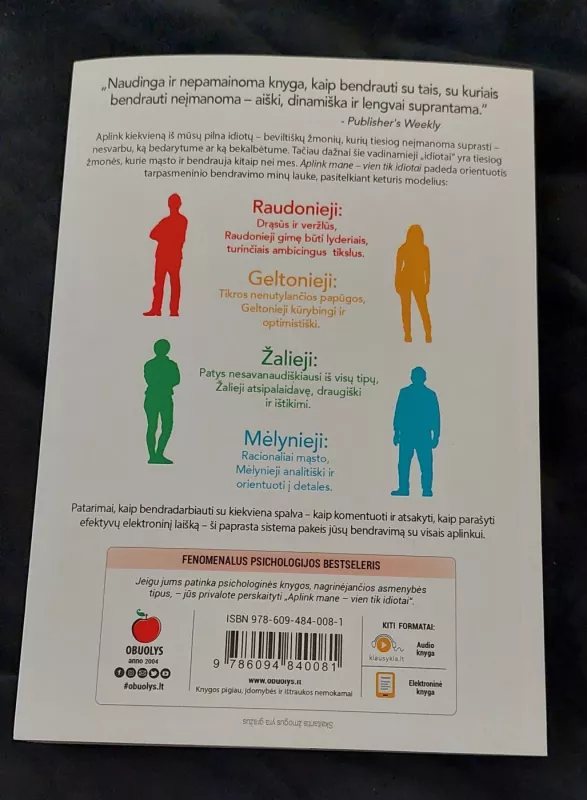 „Naudinga ir nepamainoma knyga, kaip bendrauti su tais, su kuriais
bendrauti neįmanoma – aiški, dinamiška ir lengvai suprantama.“
- Publisher's Weekly
Aplink kiekvieną iš mūsų pilna idiotų – beviltiškų žmonių, kurių tiesiog neįmanoma suprasti –
nesvarbu, ką bedarytume ar ką bekalbėtume. Tačiau dažnai šie vadinamieji „idiotai“ yra tiesiog
žmonės, kurie mąsto ir bendrauja kitaip nei mes. Aplink mane – vien tik idiotai padeda orientuotis
tarpasmeninio bendravimo minų lauke, pasitelkiant keturis modelius:
Raudonieji:
Drąsūs ir veržlūs,
Raudonieji gimę būti lyderiais,
turinčiais ambicingus tikslus.
Geltonieji:
Tikros nenutylančios papūgos,
Geltonieji kūrybingi ir
optimistiški.
Žalieji:
Patys nesavanaudiškiausi iš visų tipų,
Žalieji atsipalaidavę, draugiški
ir ištikimi.
Mėlynieji:
Racionaliai mąsto,
Mėlynieji analitiški ir
orientuoti į detales.
Patarimai, kaip bendradarbiauti su kiekviena spalva – kaip komentuoti ir atsakyti, kaip parašyti
efektyvų elektroninį laišką – ši paprasta sistema pakeis jūsų bendravimą su visais aplinkui.
FENOMENALUS PSICHOLOGIJOS BESTSELERIS
Jeigu jums patinka psichologinės knygos, nagrinėjančios asmenybės
tipus, – jūs privalote perskaityti „Aplink mane – vien tik idiotai“.
OBUOLYS
anno 2004
#obuolys.lt
ISBN 978-609-484-008-1
9 786094 840081
www.obuolys.lt
Knygos pigiau, įdomybės ir ištraukos nemokamai
KITI FORMATAI:
Audio
knyga
klausykla.lt
Elektroninė
knyga
Skaitantis žmogus yra gražus